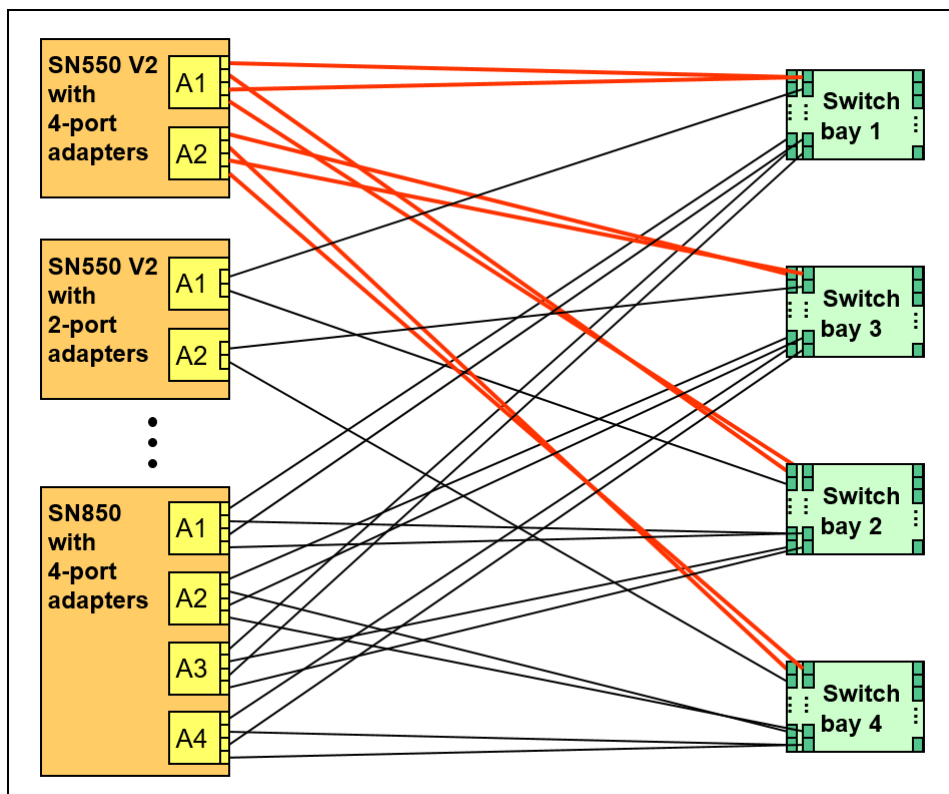 SN550 V2
with
4-port
adapters
A1
A2
SN550 V2
with
2-port
adapters
A1
A2
SN850
with
4-port
adapters
A1
A2
A3
A4
Switch
bay 1
Switch
bay 3
Switch
bay 2
Switch
bay 4